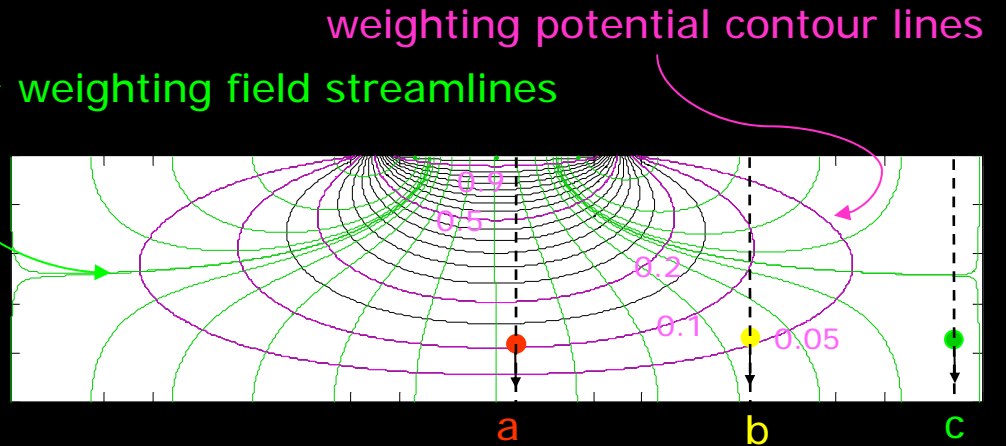 weighting potential contour lines
weighting field streamlines
0.9
0.5
0.2
0.1
0.05
a
b
c